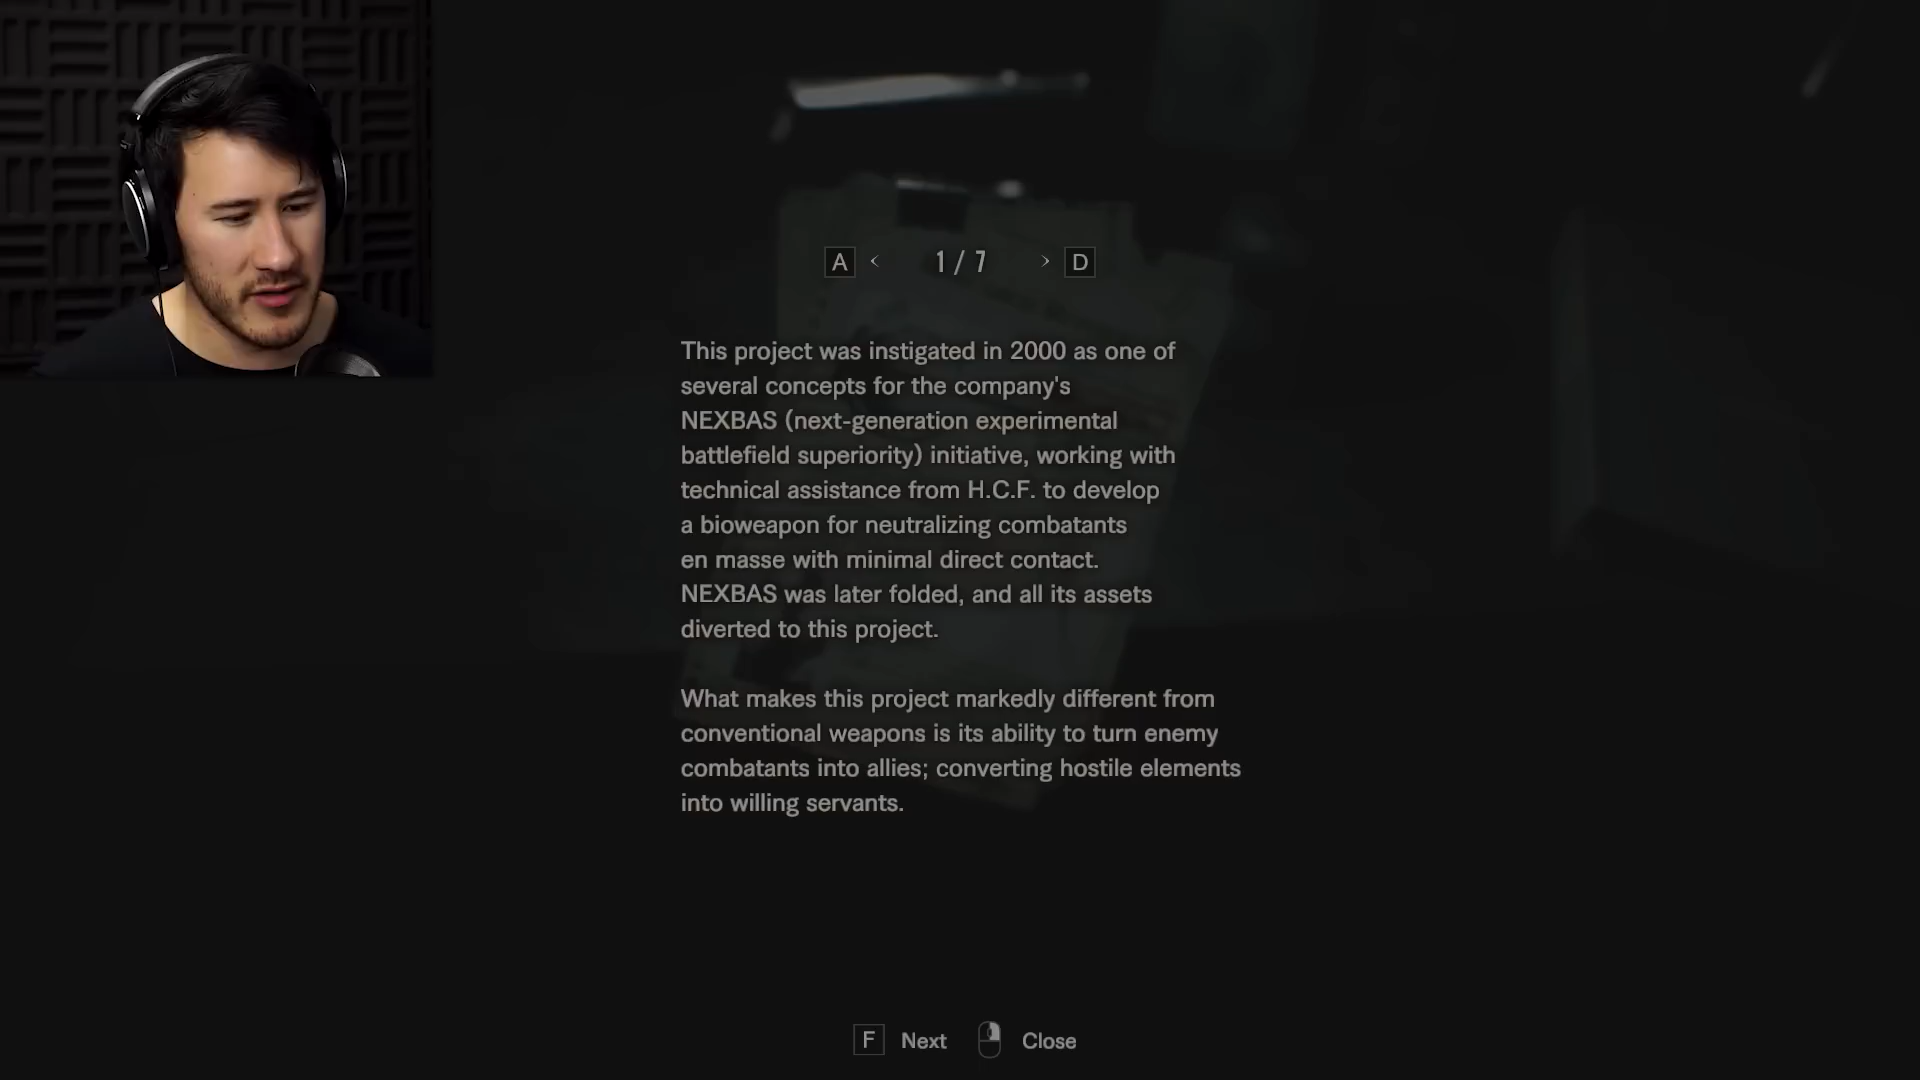 A < 1 / 7 > D
This project was instigated in 2000 as one of
several concepts for the company's
NEXBAS (next-generation experimental
battlefield superiority) initiative, working with
technical assistance from H.C.F. to develop
a bioweapon for neutralizing combatants
en masse with minimal direct contact.
NEXBAS was later folded, and all its assets
diverted to this project.
What makes this project markedly different from
conventional weapons is its ability to turn enemy
combatants into allies; converting hostile elements
into willing servants.
F Next Close